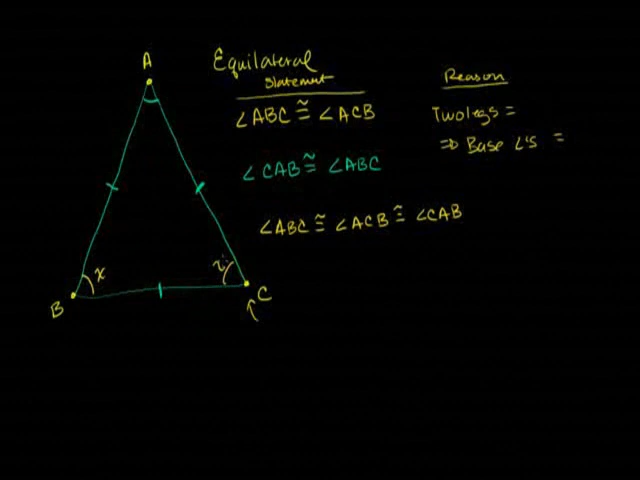 A
Equilateral
Statement
Reason
∠ABC ≅ ∠ACB
Two legs =
⇒ Base ∠'s =
∠CAB ≅ ∠ABC
∠ABC ≅ ∠ACB ≅ ∠CAB
x
B
C